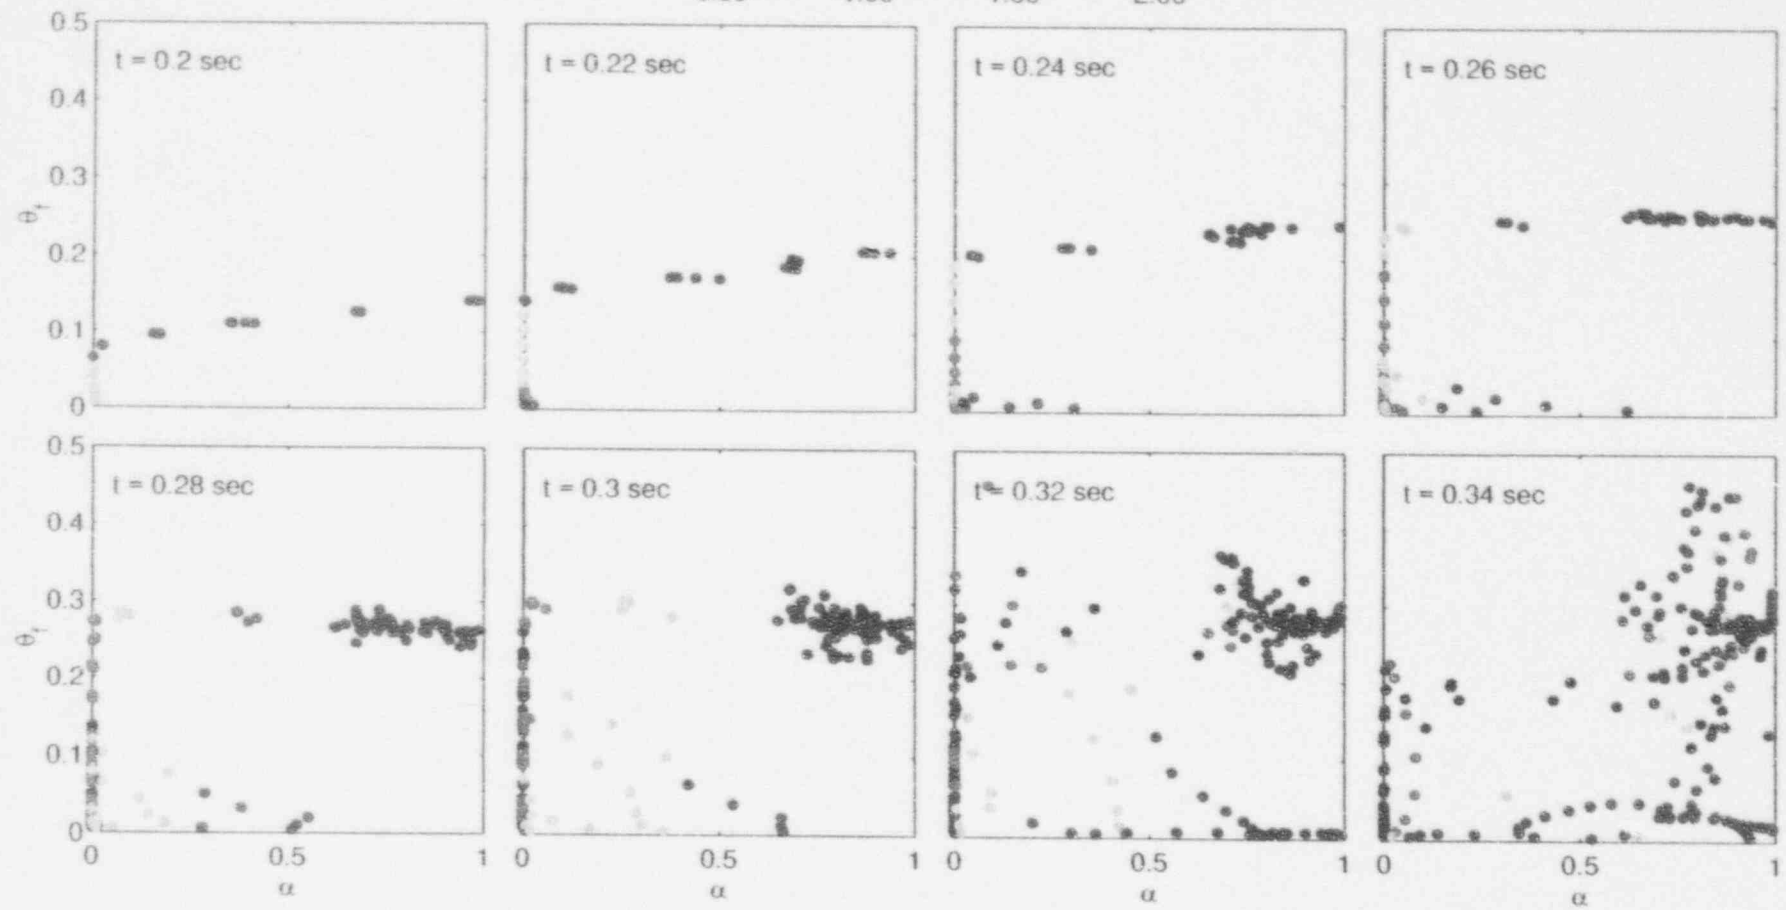 t = 0.2 sec t = 0.22 sec t = 0.24 sec t = 0.26 sec
0.5
0.4
0.3
θf
0.2
0.1
0
t = 0.28 sec t = 0.3 sec t = 0.32 sec t = 0.34 sec
0.5
0.4
0.3
θf
0.2
0.1
0
0 0.5 1 0 0.5 1 0 0.5 1 0 0.5 1
α α α α